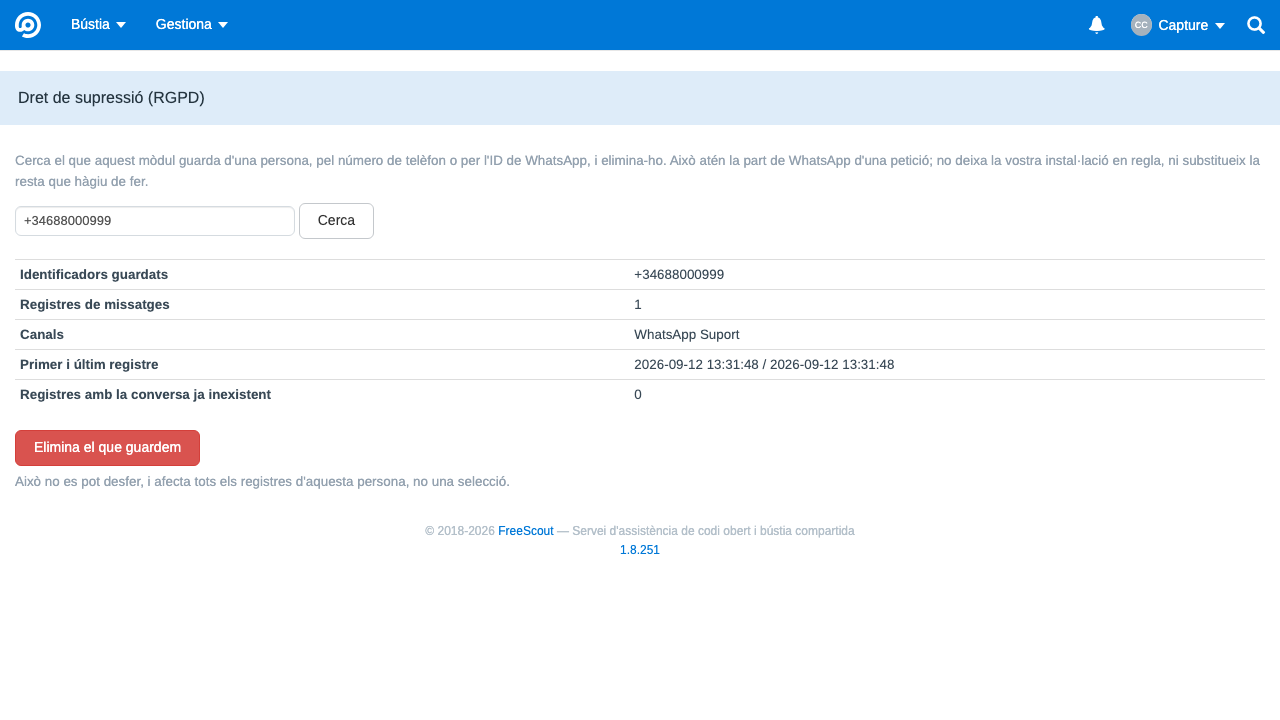 Bústia
Gestiona
CC
Capture
Dret de supressió (RGPD)
Cerca el que aquest mòdul guarda d'una persona, pel número de telèfon o per l'ID de WhatsApp, i elimina-ho. Això atén la part de WhatsApp d'una petició; no deixa la vostra instal·lació en regla, ni substitueix la
resta que hàgiu de fer.
+34688000999
Cerca
Identificadors guardats +34688000999
Registres de missatges 1
Canals WhatsApp Suport
Primer i últim registre 2026-09-12 13:31:48 / 2026-09-12 13:31:48
Registres amb la conversa ja inexistent 0
Elimina el que guardem
Això no es pot desfer, i afecta tots els registres d'aquesta persona, no una selecció.
© 2018-2026 FreeScout — Servei d'assistència de codi obert i bústia compartida
1.8.251